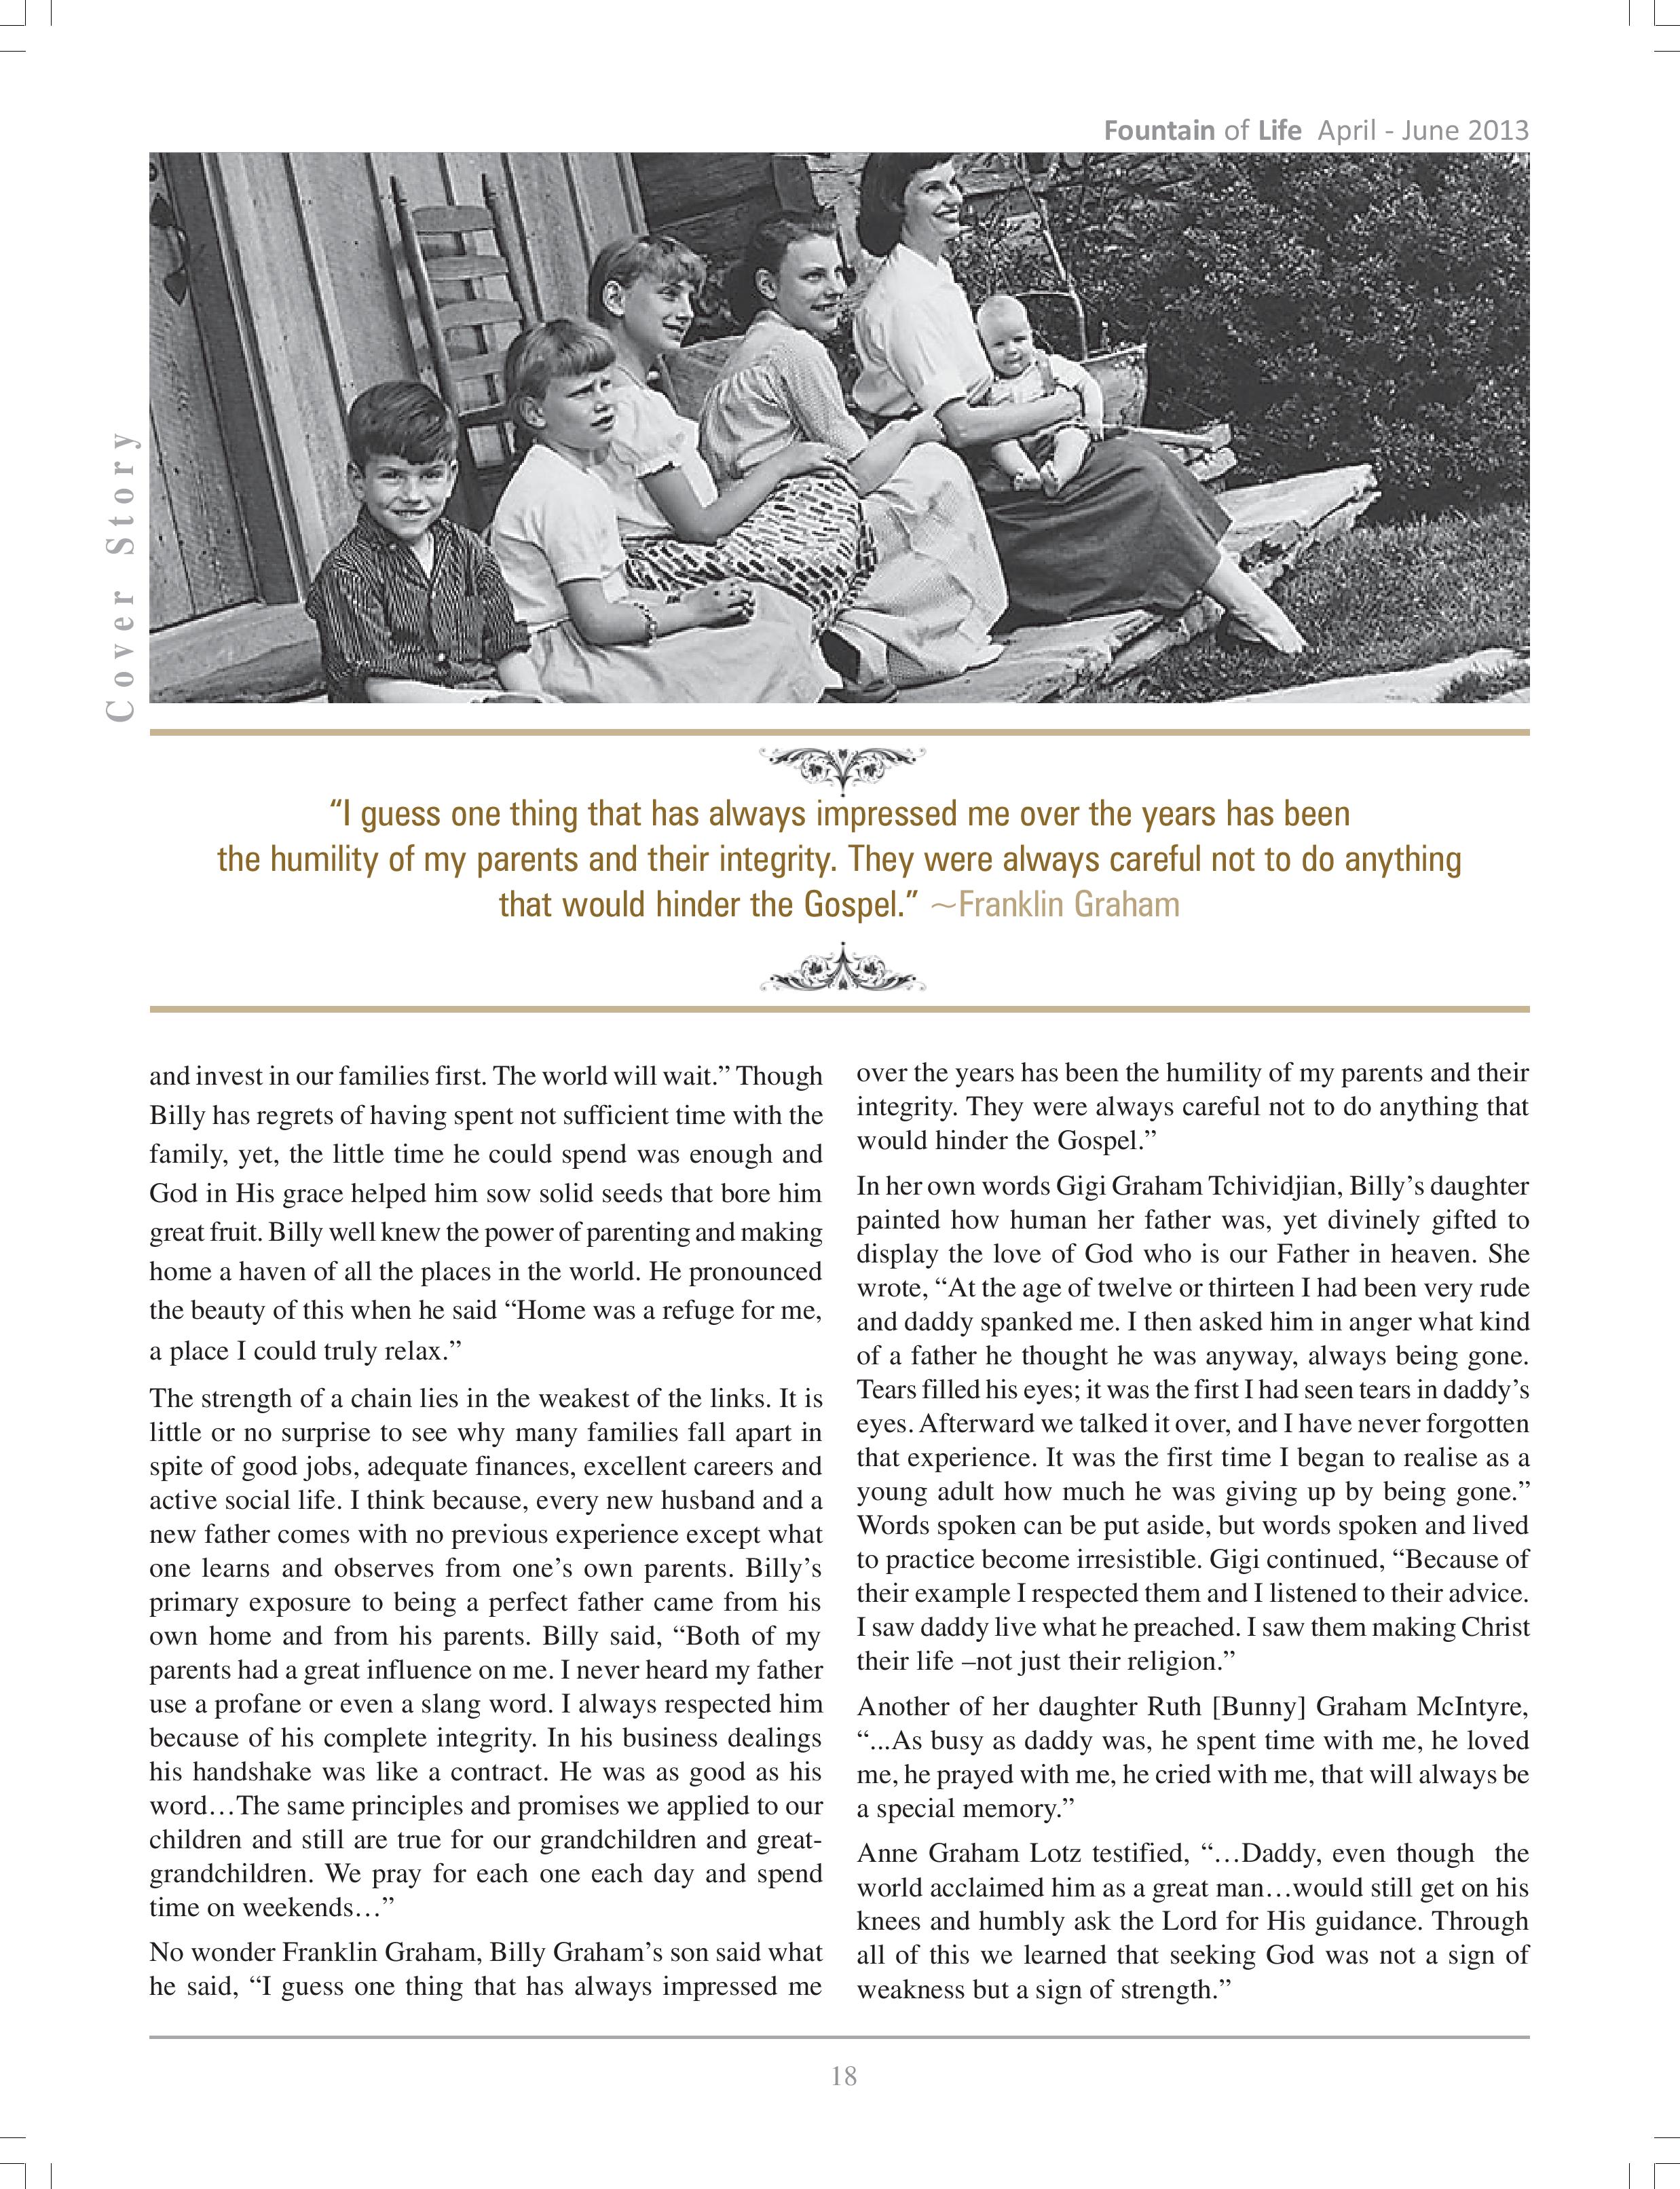 Fountain of Life April - June 2013
Cover Story
“I guess one thing that has always impressed me over the years has been
the humility of my parents and their integrity. They were always careful not to do anything
that would hinder the Gospel.” ~Franklin Graham
and invest in our families first. The world will wait.” Though
Billy has regrets of having spent not sufficient time with the
family, yet, the little time he could spend was enough and
God in His grace helped him sow solid seeds that bore him
great fruit. Billy well knew the power of parenting and making
home a haven of all the places in the world. He pronounced
the beauty of this when he said “Home was a refuge for me,
a place I could truly relax.”
The strength of a chain lies in the weakest of the links. It is
little or no surprise to see why many families fall apart in
spite of good jobs, adequate finances, excellent careers and
active social life. I think because, every new husband and a
new father comes with no previous experience except what
one learns and observes from one’s own parents. Billy’s
primary exposure to being a perfect father came from his
own home and from his parents. Billy said, “Both of my
parents had a great influence on me. I never heard my father
use a profane or even a slang word. I always respected him
because of his complete integrity. In his business dealings
his handshake was like a contract. He was as good as his
word…The same principles and promises we applied to our
children and still are true for our grandchildren and great-
grandchildren. We pray for each one each day and spend
time on weekends…”
No wonder Franklin Graham, Billy Graham’s son said what
he said, “I guess one thing that has always impressed me
over the years has been the humility of my parents and their
integrity. They were always careful not to do anything that
would hinder the Gospel.”
In her own words Gigi Graham Tchividjian, Billy’s daughter
painted how human her father was, yet divinely gifted to
display the love of God who is our Father in heaven. She
wrote, “At the age of twelve or thirteen I had been very rude
and daddy spanked me. I then asked him in anger what kind
of a father he thought he was anyway, always being gone.
Tears filled his eyes; it was the first I had seen tears in daddy’s
eyes. Afterward we talked it over, and I have never forgotten
that experience. It was the first time I began to realise as a
young adult how much he was giving up by being gone.”
Words spoken can be put aside, but words spoken and lived
to practice become irresistible. Gigi continued, “Because of
their example I respected them and I listened to their advice.
I saw daddy live what he preached. I saw them making Christ
their life –not just their religion.”
Another of her daughter Ruth [Bunny] Graham McIntyre,
“...As busy as daddy was, he spent time with me, he loved
me, he prayed with me, he cried with me, that will always be
a special memory.”
Anne Graham Lotz testified, “…Daddy, even though the
world acclaimed him as a great man…would still get on his
knees and humbly ask the Lord for His guidance. Through
all of this we learned that seeking God was not a sign of
weakness but a sign of strength.”
18